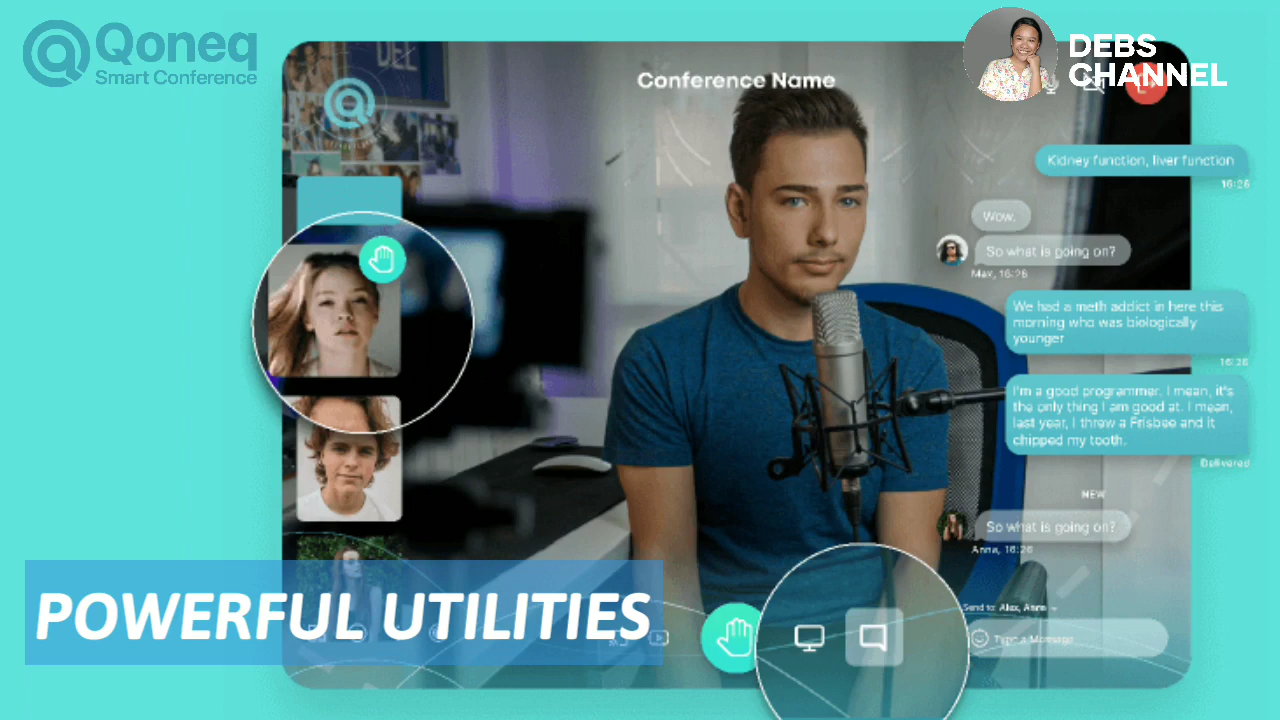 Qoneq
Smart Conference
DEL
Conference Name
DEBS
CHANNEL
Kidney function, liver function
16:26
Wow.
So what is going on?
Max, 16:26
We had a meth addict in here this
morning who was biologically
younger
16:26
I'm a good programmer. I mean, it's
the only thing I am good at. I mean,
last year, I threw a Frisbee and it
chipped my tooth.
Delivered
NEW
So what is going on?
Anna, 16:26
Send to: Alex, Anna
Type a Message
POWERFUL UTILITIES